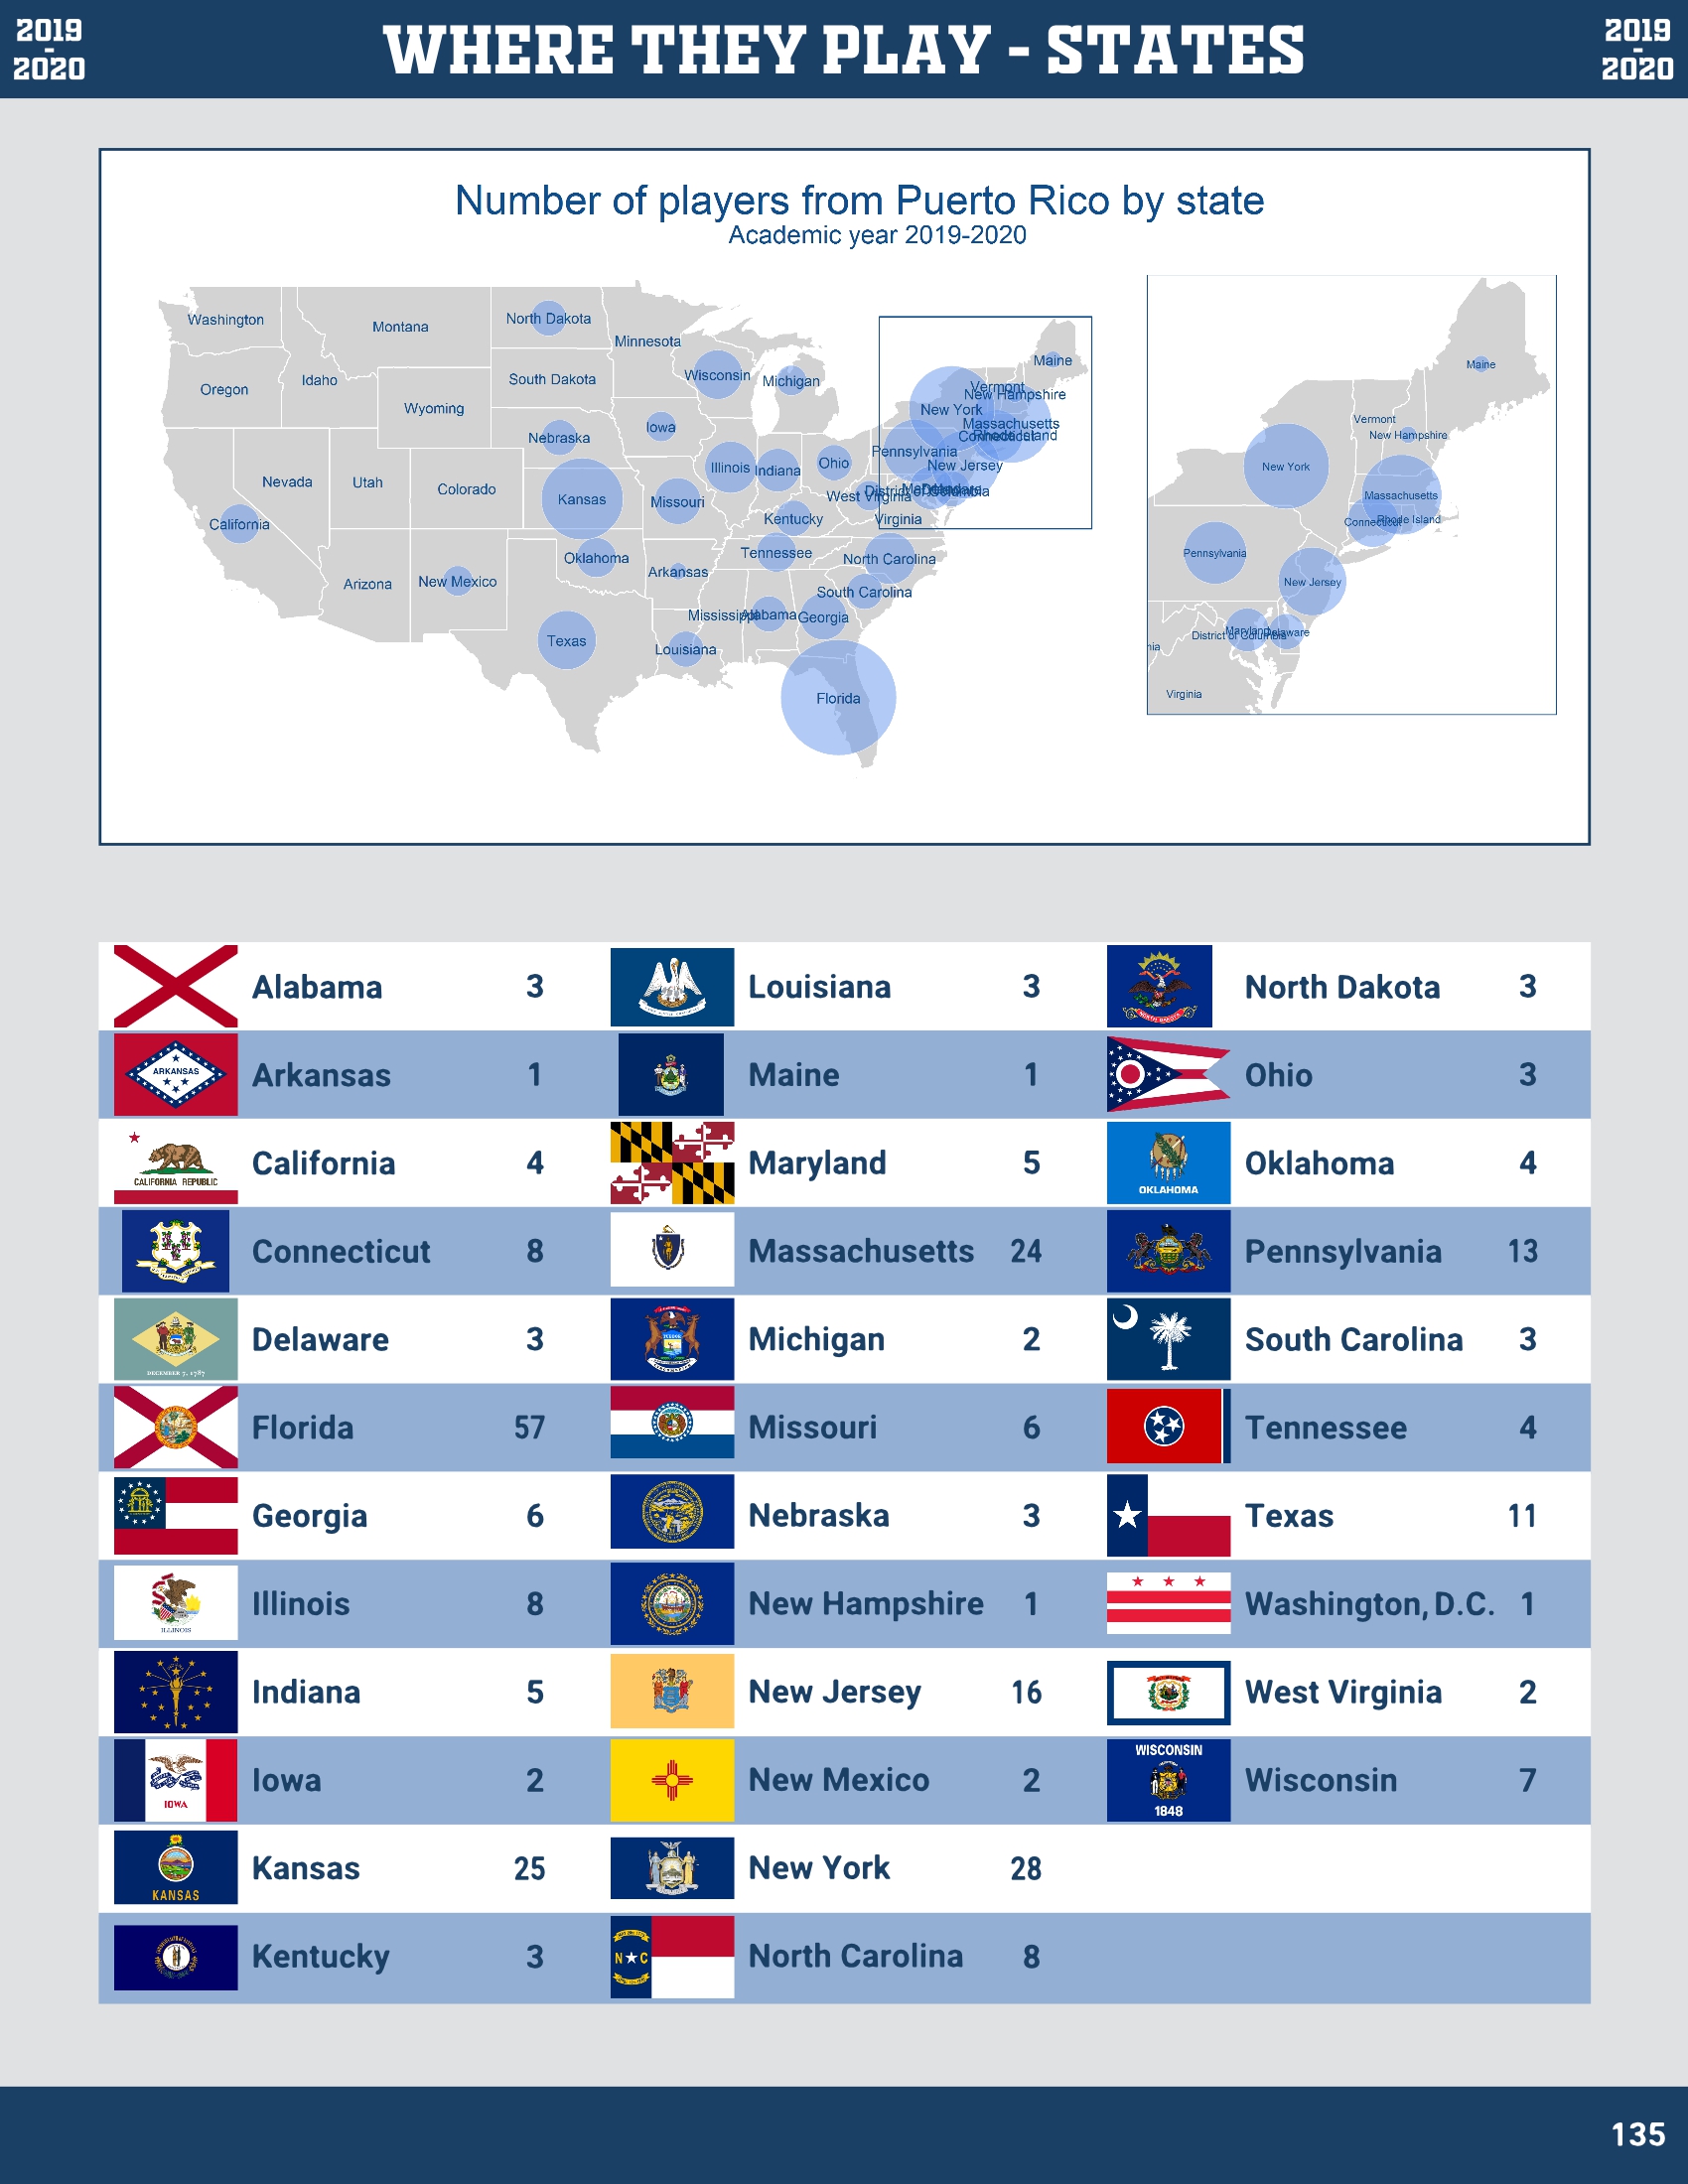 2019
-
2020
WHERE THEY PLAY - STATES
2019
-
2020
Number of players from Puerto Rico by state
Academic year 2019-2020
Washington
Montana
North Dakota
Minnesota
Oregon
Idaho
South Dakota
Wisconsin
Michigan
Maine
Wyoming
Vermont
New Hampshire
New York
Nebraska
Iowa
Massachusetts
Connecticut
Rhode Island
Nevada
Utah
Colorado
Kansas
Missouri
Illinois
Indiana
Ohio
Pennsylvania
New Jersey
West Virginia
District of Columbia
Maryland
Delaware
California
Kentucky
Virginia
Arizona
New Mexico
Oklahoma
Arkansas
Tennessee
North Carolina
South Carolina
Mississippi
Alabama
Georgia
Texas
Louisiana
Florida
Maine
Vermont
New Hampshire
New York
Massachusetts
Connecticut
Rhode Island
Pennsylvania
New Jersey
District of Columbia
Maryland
Delaware
nia
Virginia
Alabama 3
Louisiana 3
North Dakota 3
ARKANSAS
Arkansas 1
Maine 1
Ohio 3
CALIFORNIA REPUBLIC
California 4
Maryland 5
OKLAHOMA
Oklahoma 4
Connecticut 8
Massachusetts 24
Pennsylvania 13
DECEMBER 7, 1787
Delaware 3
Michigan 2
South Carolina 3
Florida 57
Missouri 6
Tennessee 4
Georgia 6
Nebraska 3
Texas 11
ILLINOIS
Illinois 8
New Hampshire 1
Washington, D.C. 1
Indiana 5
New Jersey 16
West Virginia 2
IOWA
Iowa 2
New Mexico 2
WISCONSIN
1848
Wisconsin 7
KANSAS
Kansas 25
New York 28
Kentucky 3
N C
North Carolina 8
135